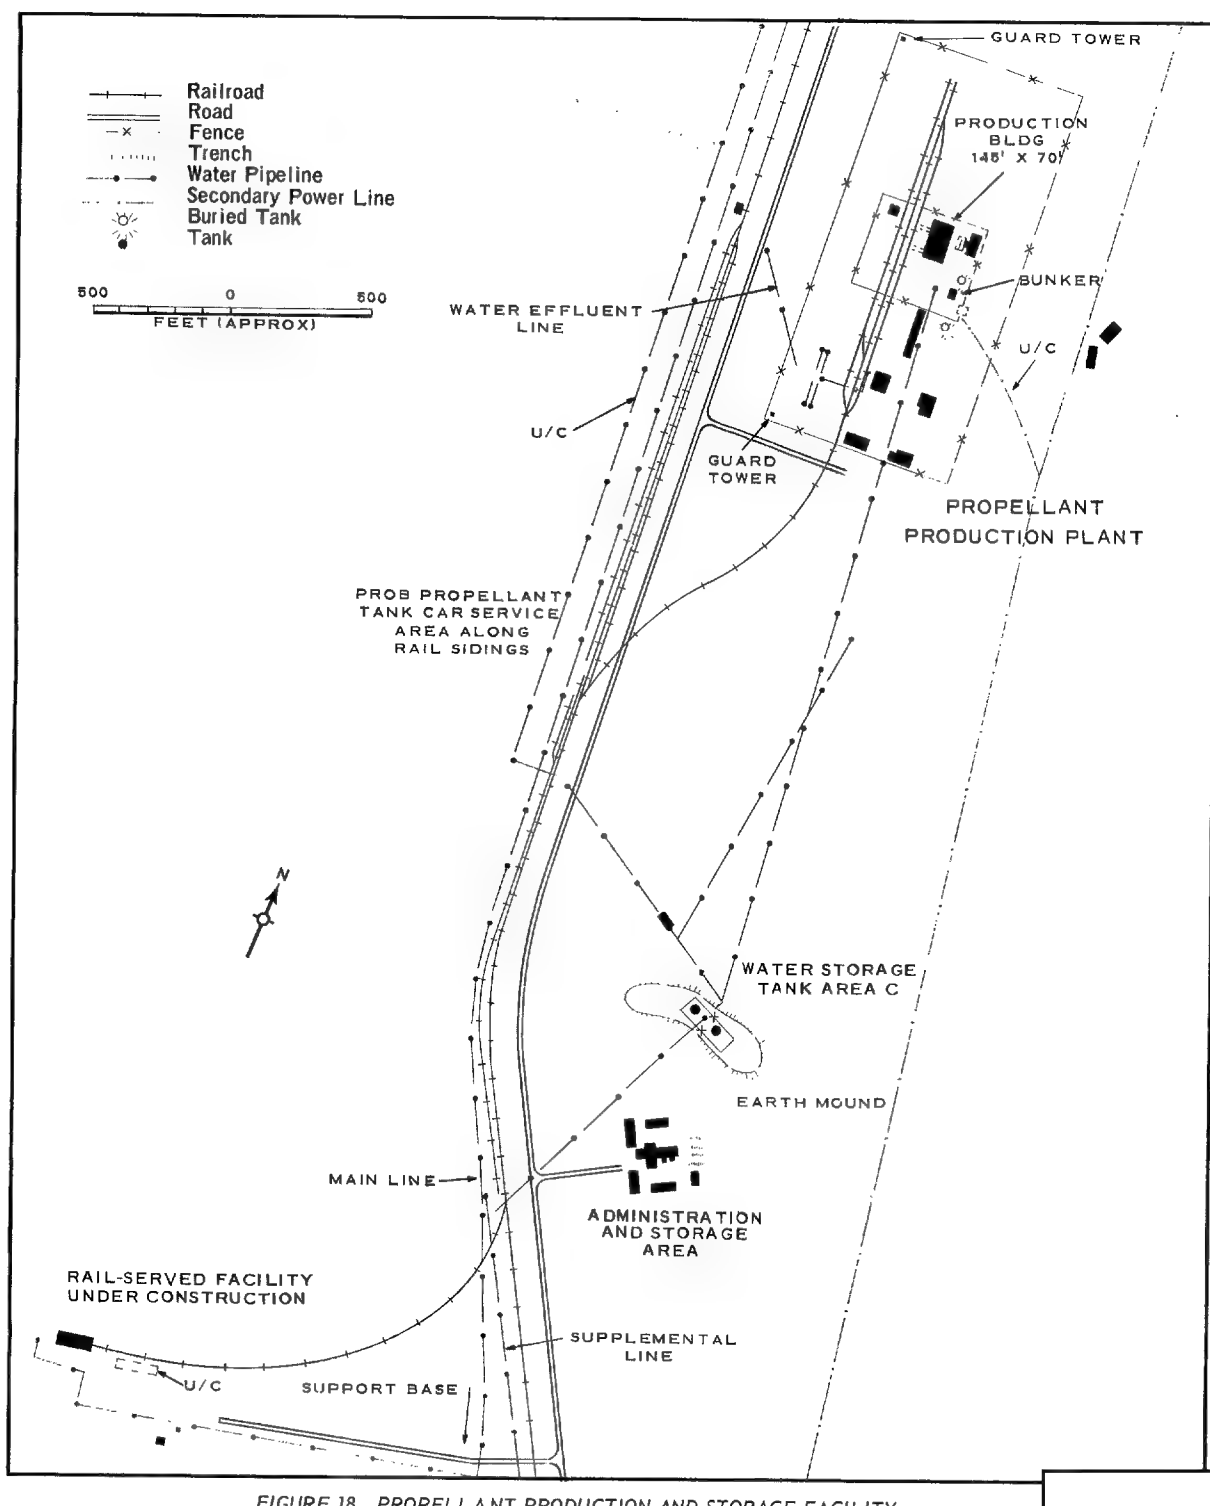 GUARD TOWER
Railroad
Road
Fence
Trench
Water Pipeline
Secondary Power Line
Buried Tank
Tank
PRODUCTION
BLDG
145' X 70'
500 0 500
FEET (APPROX)
WATER EFFLUENT
LINE
BUNKER
U/C
U/C
GUARD
TOWER
PROPELLANT
PRODUCTION PLANT
PROB PROPELLANT
TANK CAR SERVICE
AREA ALONG
RAIL SIDINGS
N
WATER STORAGE
TANK AREA C
EARTH MOUND
MAIN LINE
ADMINISTRATION
AND STORAGE
AREA
RAIL-SERVED FACILITY
UNDER CONSTRUCTION
SUPPLEMENTAL
LINE
U/C
SUPPORT BASE
FIGURE 18. PROPELLANT PRODUCTION AND STORAGE FACILITY